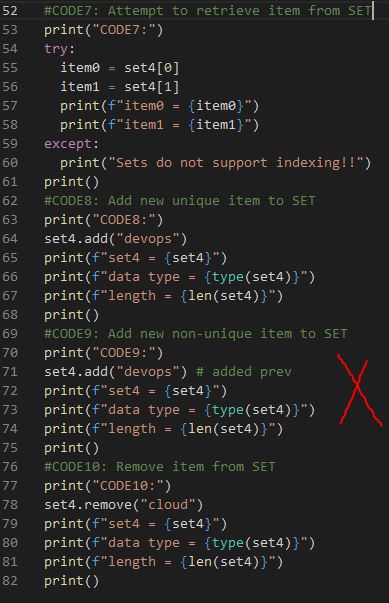 52 #CODE7: Attempt to retrieve item from SET
53 print("CODE7:")
54 try:
55   item0 = set4[0]
56   item1 = set4[1]
57   print(f"item0 = {item0}")
58   print(f"item1 = {item1}")
59 except:
60   print("Sets do not support indexing!!")
61 print()
62 #CODE8: Add new unique item to SET
63 print("CODE8:")
64 set4.add("devops")
65 print(f"set4 = {set4}")
66 print(f"data type = {type(set4)}")
67 print(f"length = {len(set4)}")
68 print()
69 #CODE9: Add new non-unique item to SET
70 print("CODE9:")
71 set4.add("devops") # added prev
72 print(f"set4 = {set4}")
73 print(f"data type = {type(set4)}")
74 print(f"length = {len(set4)}")
75 print()
76 #CODE10: Remove item from SET
77 print("CODE10:")
78 set4.remove("cloud")
79 print(f"set4 = {set4}")
80 print(f"data type = {type(set4)}")
81 print(f"length = {len(set4)}")
82 print()